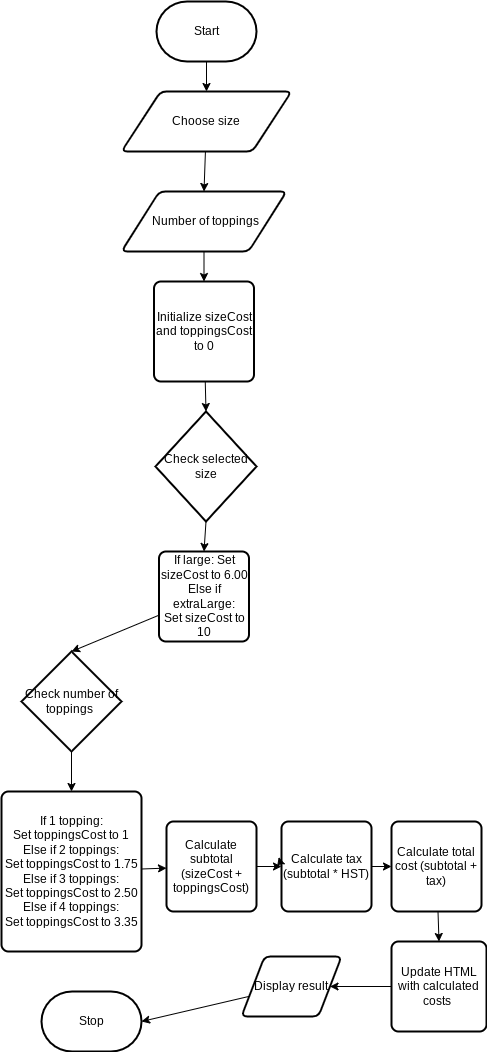 Start
Choose size
Number of toppings
Initialize sizeCost
and toppingsCost
to 0
Check selected
size
If large: Set
sizeCost to 6.00
Else if
extraLarge:
Set sizeCost to
10
Check number of
toppings
If 1 topping:
Set toppingsCost to 1
Else if 2 toppings:
Set toppingsCost to 1.75
Else if 3 toppings:
Set toppingsCost to 2.50
Else if 4 toppings:
Set toppingsCost to 3.35
Calculate
subtotal
(sizeCost +
toppingsCost)
Calculate tax
(subtotal * HST)
Calculate total
cost (subtotal +
tax)
Update HTML
with calculated
costs
Display result
Stop